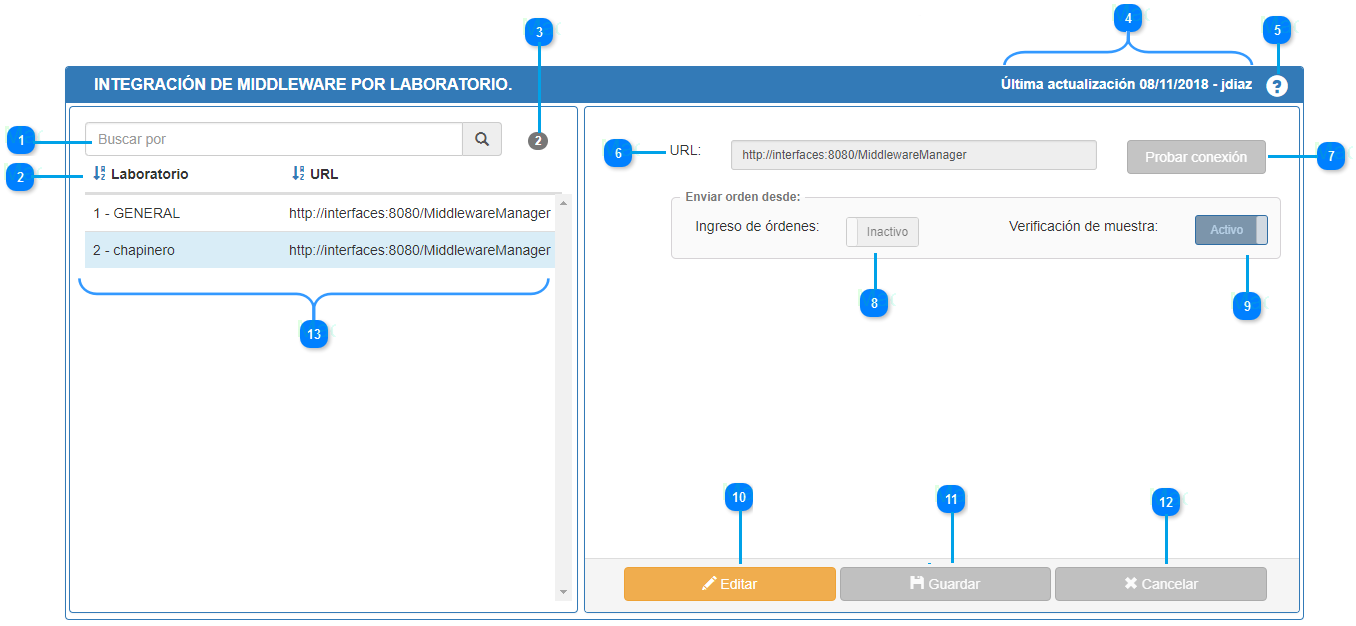 3
4
5
INTEGRACIÓN DE MIDDLEWARE POR LABORATORIO.
Última actualización 08/11/2018 - jdiaz ?
1
Buscar por
2
2
Laboratorio URL
1 - GENERAL http://interfaces:8080/MiddlewareManager
2 - chapinero http://interfaces:8080/MiddlewareManager
13
6
URL:
http://interfaces:8080/MiddlewareManager
Probar conexión
7
Enviar orden desde:
Ingreso de órdenes:
Inactivo
Verificación de muestra:
Activo
8
9
10
11
12
Editar
Guardar
Cancelar